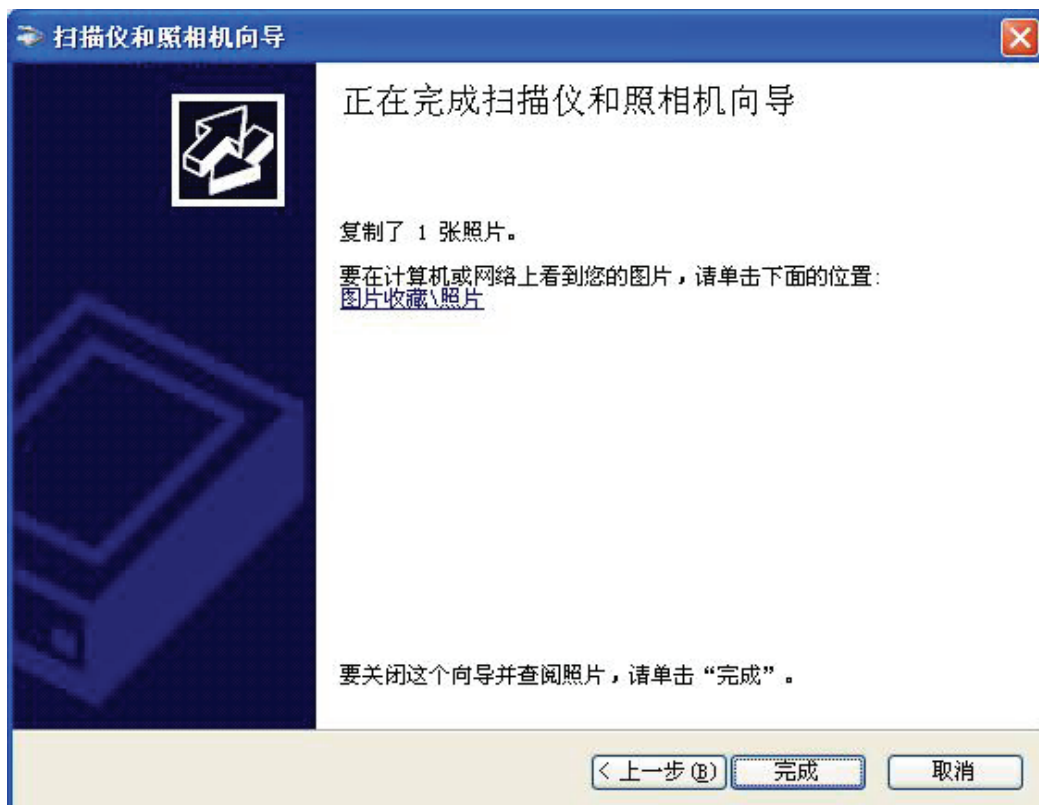 扫描仪和照相机向导
正在完成扫描仪和照相机向导
复制了 1 张照片。
要在计算机或网络上看到您的图片，请单击下面的位置:
图片收藏\照片
要关闭这个向导并查阅照片，请单击“完成”。
< 上一步(B)
完成
取消